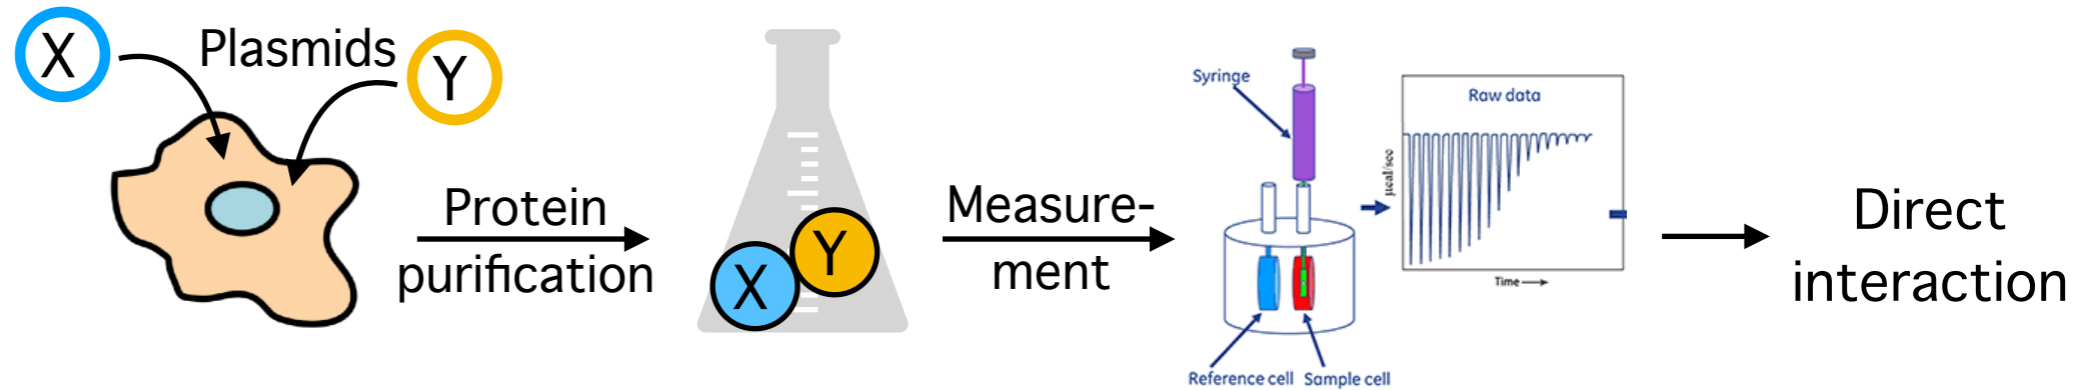 X
Plasmids
Y
Protein
purification
X
Y
Measure-
ment
Syringe
Raw data
µcal/sec
Time
Reference cell
Sample cell
Direct
interaction